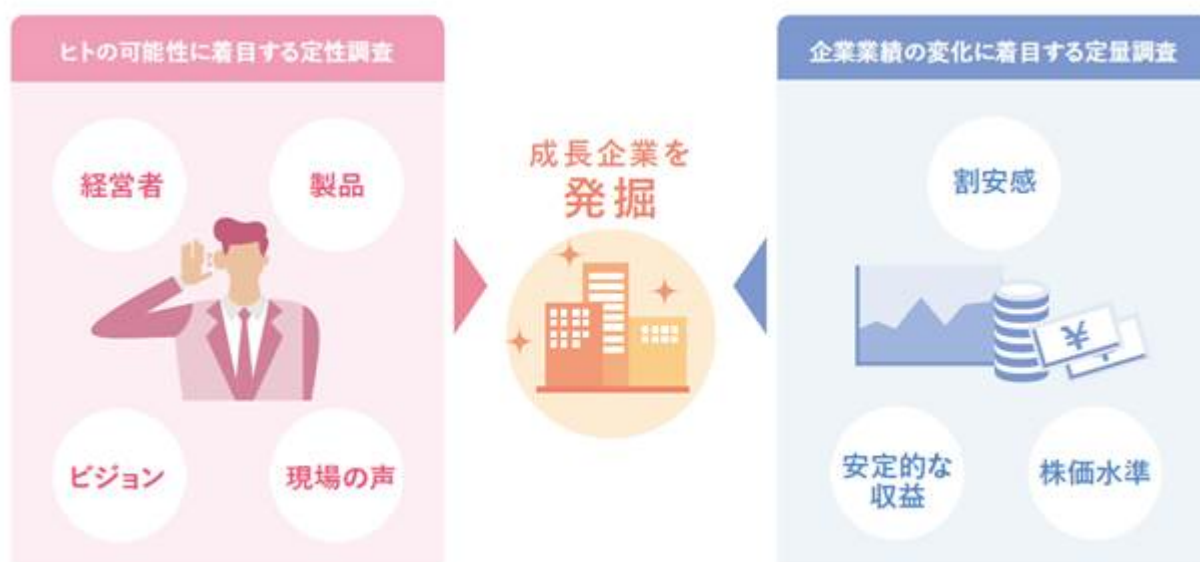 ヒトの可能性に着目する定性調査
経営者
製品
ビジョン
現場の声
成長企業を
発掘
企業業績の変化に着目する定量調査
割安感
¥
安定的な
収益
株価水準